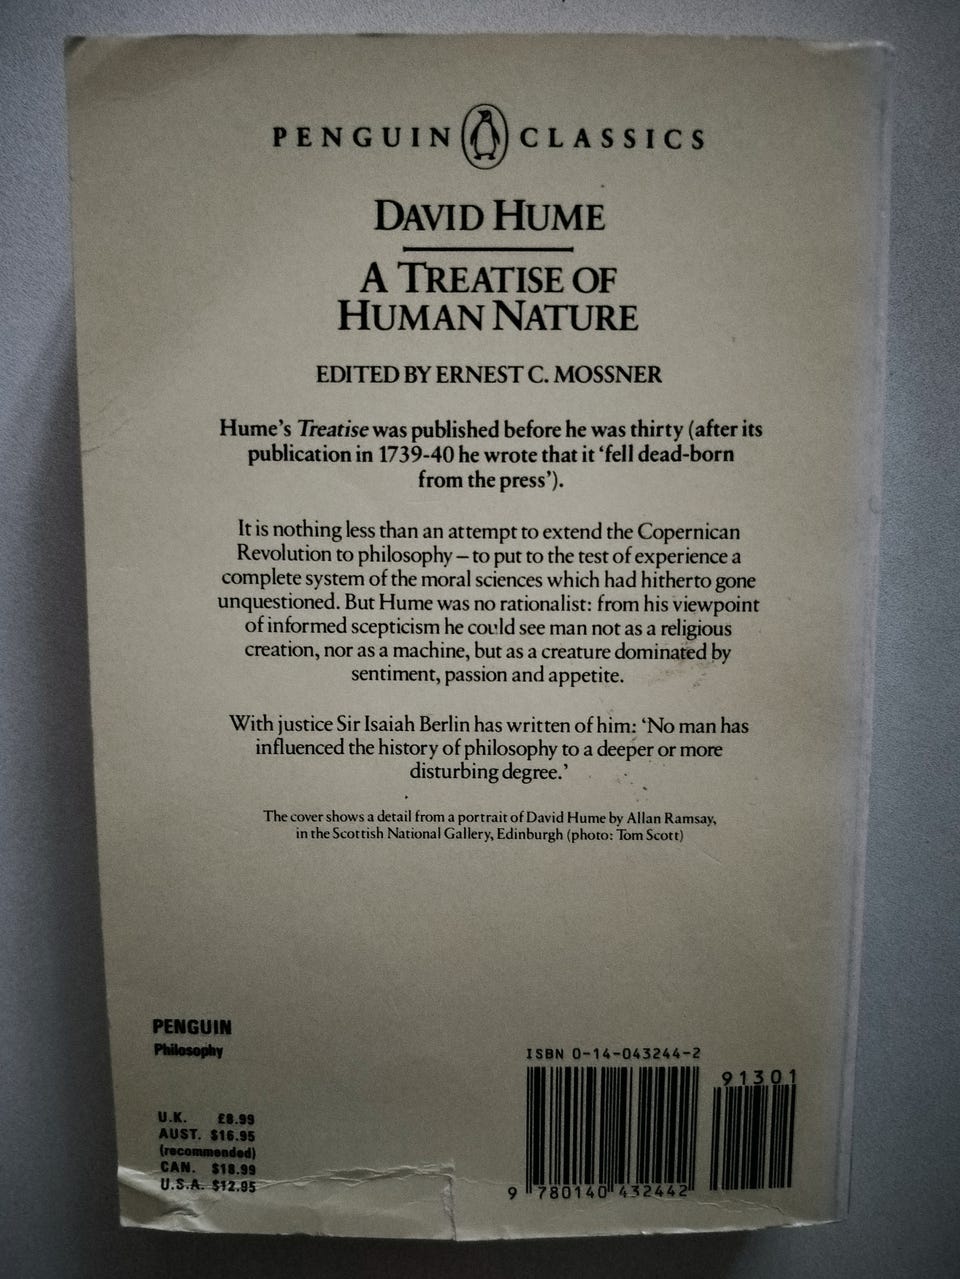 PENGUIN CLASSICS
DAVID HUME
A TREATISE OF
HUMAN NATURE
EDITED BY ERNEST C. MOSSNER
Hume's Treatise was published before he was thirty (after its
publication in 1739-40 he wrote that it ‘fell dead-born
from the press’).
It is nothing less than an attempt to extend the Copernican
Revolution to philosophy – to put to the test of experience a
complete system of the moral sciences which had hitherto gone
unquestioned. But Hume was no rationalist: from his viewpoint
of informed scepticism he could see man not as a religious
creation, nor as a machine, but as a creature dominated by
sentiment, passion and appetite.
With justice Sir Isaiah Berlin has written of him: ‘No man has
influenced the history of philosophy to a deeper or more
disturbing degree.’
The cover shows a detail from a portrait of David Hume by Allan Ramsay,
in the Scottish National Gallery, Edinburgh (photo: Tom Scott)
PENGUIN
Philosophy
U.K. £8.99
AUST. $16.95
(recommended)
CAN. $18.99
U.S.A. $12.95
ISBN 0-14-043244-2
91301
9 780140 432442